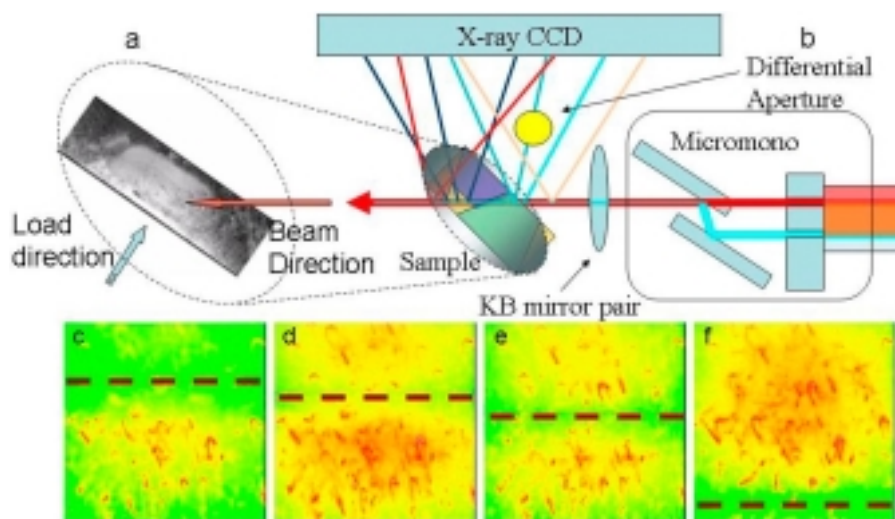 a
X-ray CCD
b
Differential
Aperture
Micromono
Load
direction
Beam
Direction
Sample
KB mirror pair
c
d
e
f